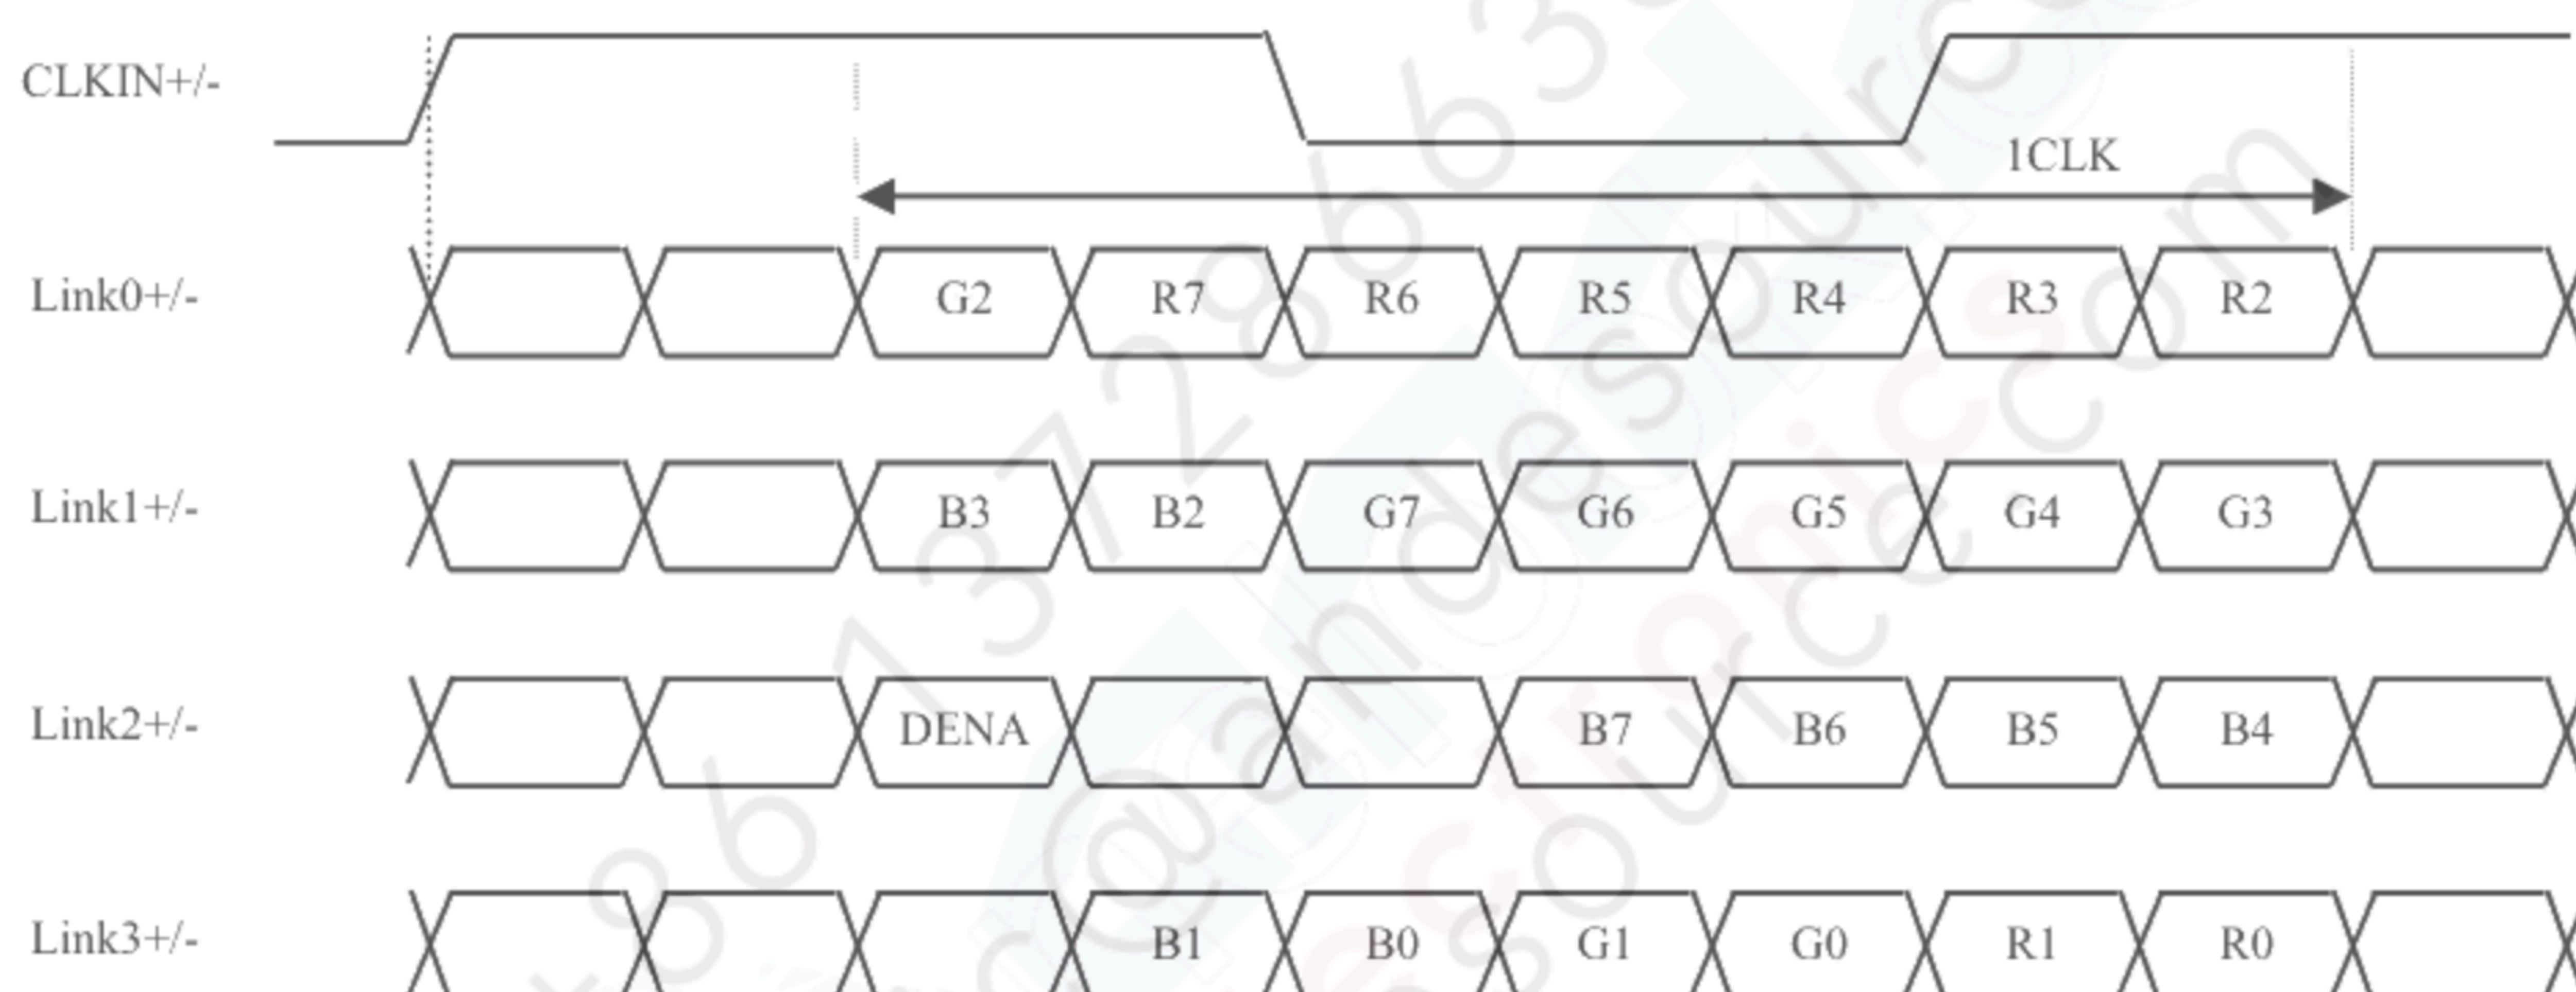 CLKIN+/-
1CLK
Link0+/- G2 R7 R6 R5 R4 R3 R2
Link1+/- B3 B2 G7 G6 G5 G4 G3
Link2+/- DENA B7 B6 B5 B4
Link3+/- B1 B0 G1 G0 R1 R0